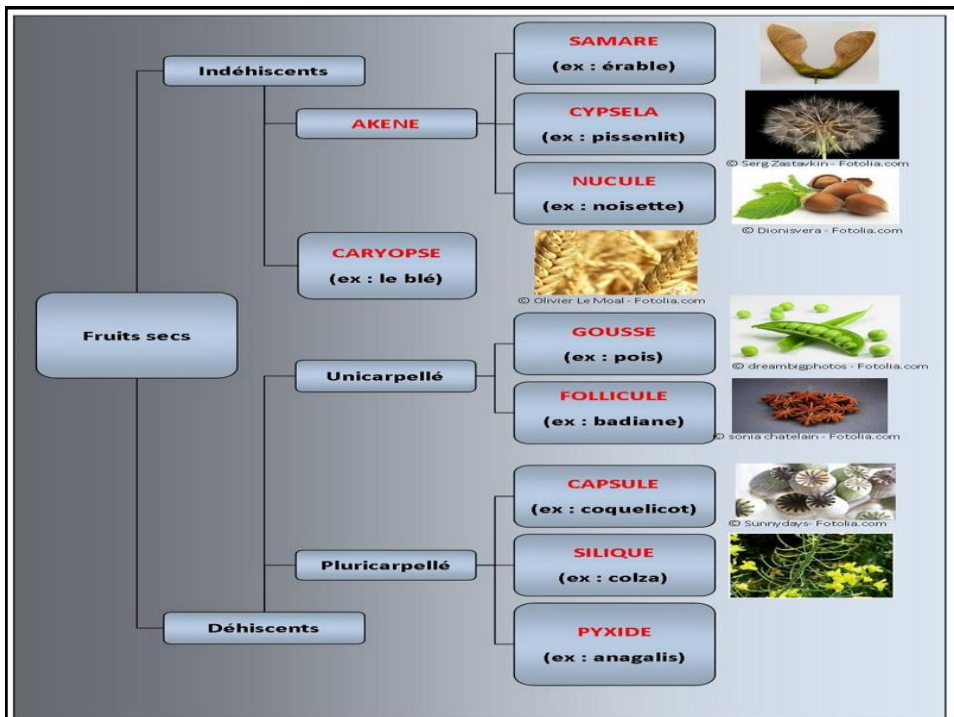 SAMARE
(ex : érable)
Indéhiscents
AKENE
CYPSELA
(ex : pissenlit)
© Serg Zastavkin - Fotolia.com
NUCULE
(ex : noisette)
© Dionisvera - Fotolia.com
CARYOPSE
(ex : le blé)
© Olivier Le Moal - Fotolia.com
Fruits secs
GOUSSE
(ex : pois)
© dreambigphotos - Fotolia.com
Unicarpellé
FOLLICULE
(ex : badiane)
© sonia chatelain - Fotolia.com
CAPSULE
(ex : coquelicot)
© Sunnydays- Fotolia.com
Pluricarpellé
SILIQUE
(ex : colza)
Déhiscents
PYXIDE
(ex : anagalis)